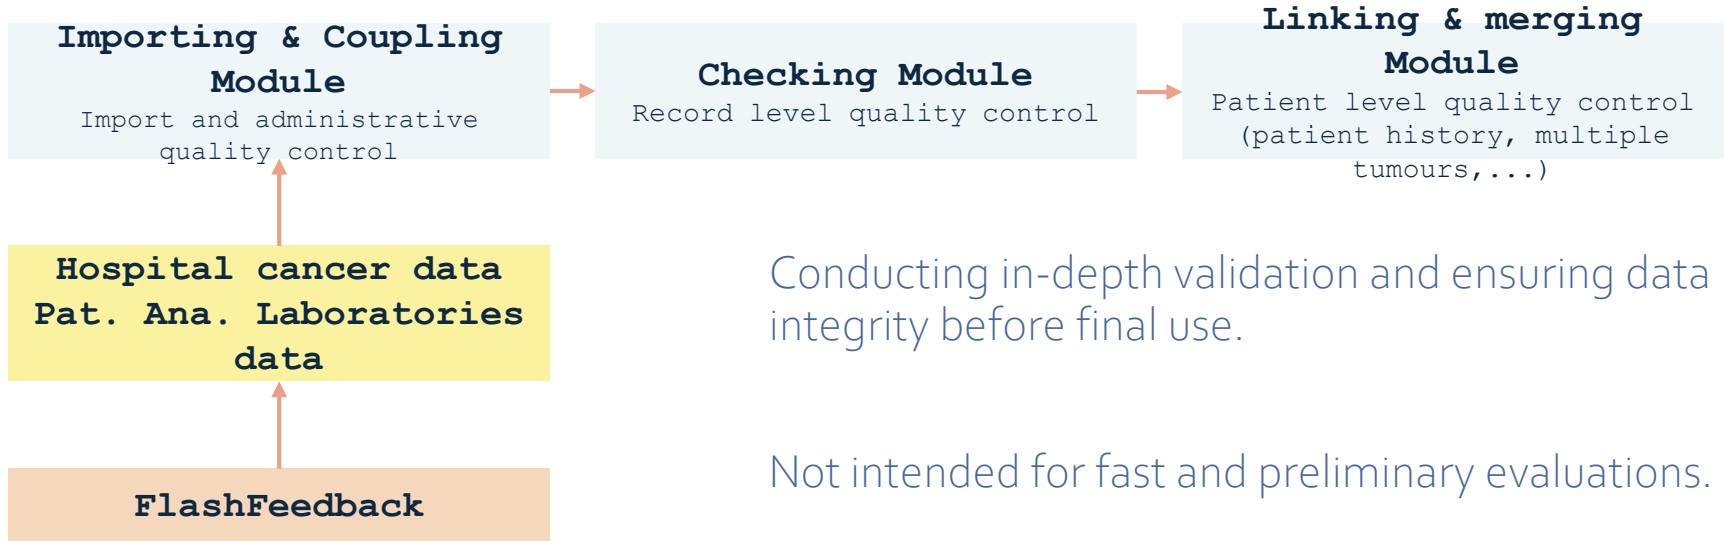 Importing & Coupling
Module
Import and administrative
quality control
Checking Module
Record level quality control
Linking & merging
Module
Patient level quality control
(patient history, multiple
tumours,...)
Hospital cancer data
Pat. Ana. Laboratories
data
Conducting in-depth validation and ensuring data
integrity before final use.
Not intended for fast and preliminary evaluations.
FlashFeedback